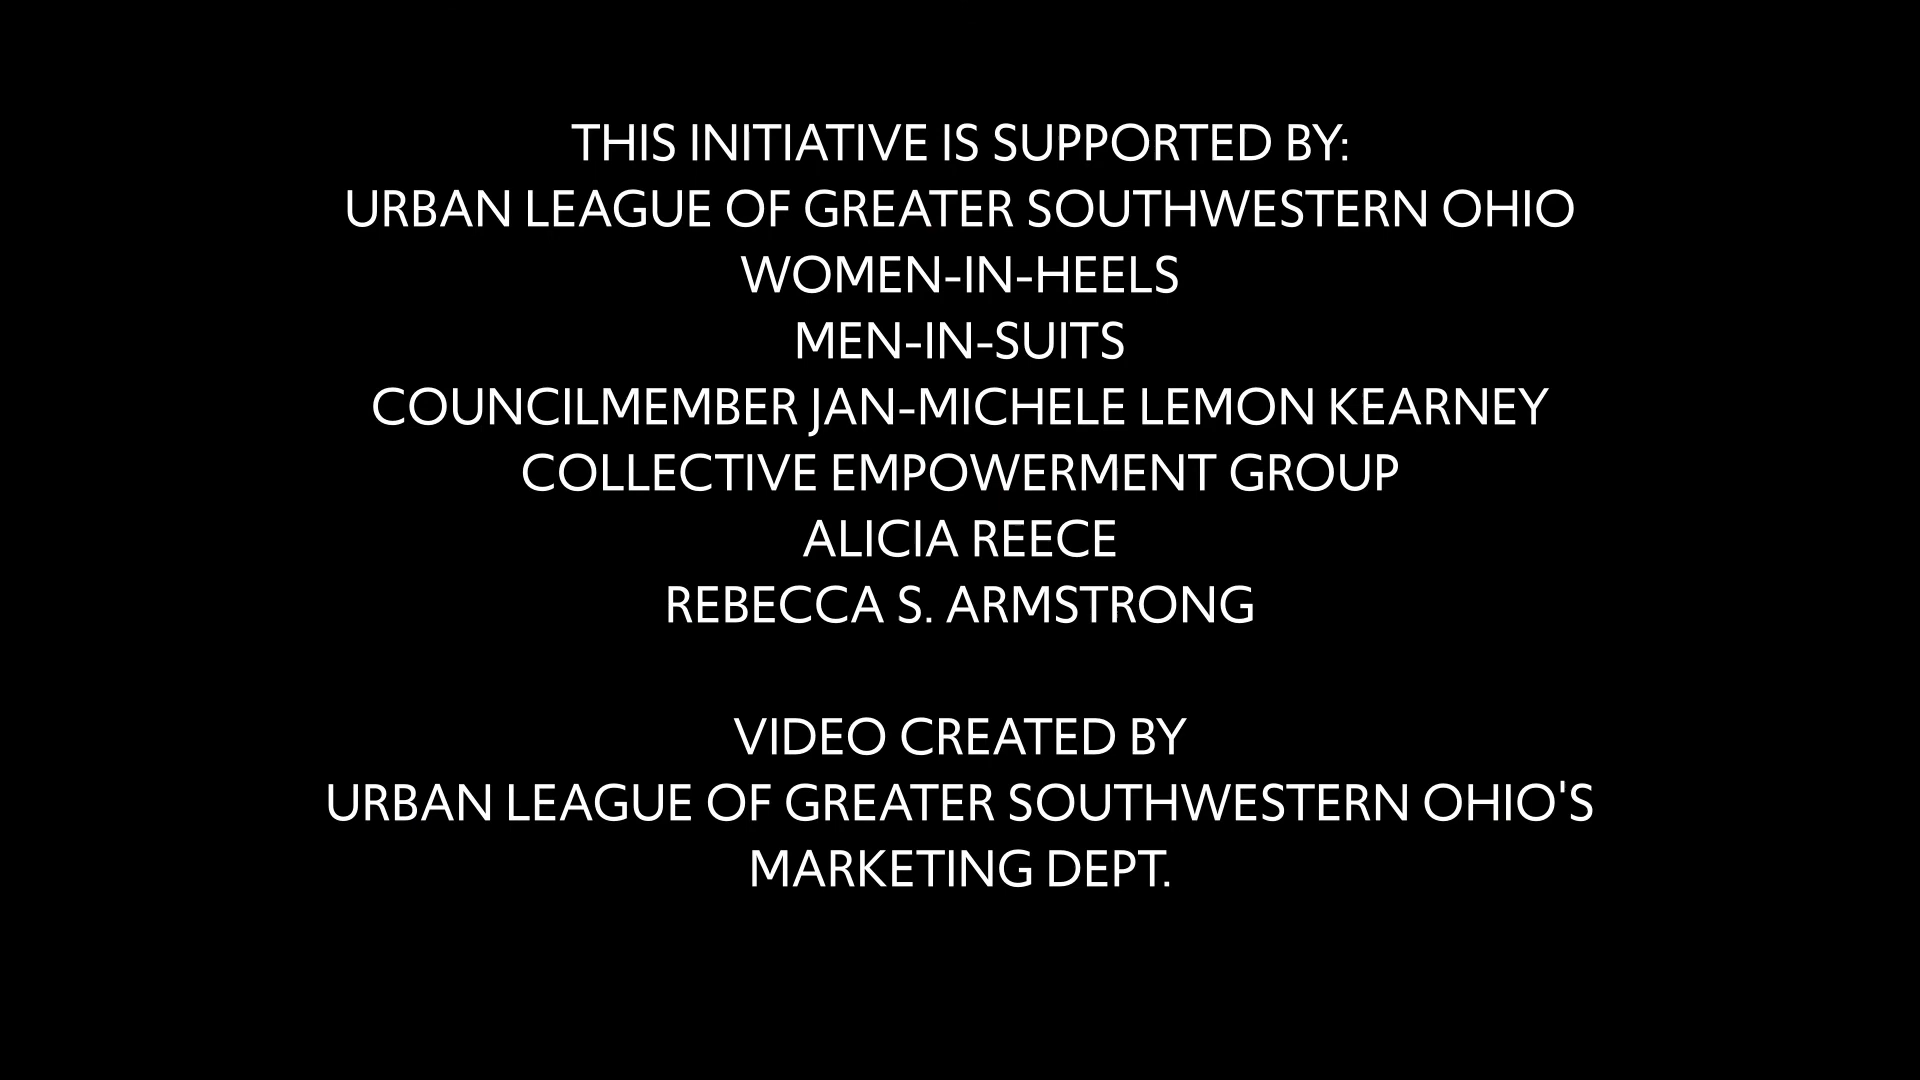 THIS INITIATIVE IS SUPPORTED BY:
URBAN LEAGUE OF GREATER SOUTHWESTERN OHIO
WOMEN-IN-HEELS
MEN-IN-SUITS
COUNCILMEMBER JAN-MICHELE LEMON KEARNEY
COLLECTIVE EMPOWERMENT GROUP
ALICIA REECE
REBECCA S. ARMSTRONG
VIDEO CREATED BY
URBAN LEAGUE OF GREATER SOUTHWESTERN OHIO'S
MARKETING DEPT.